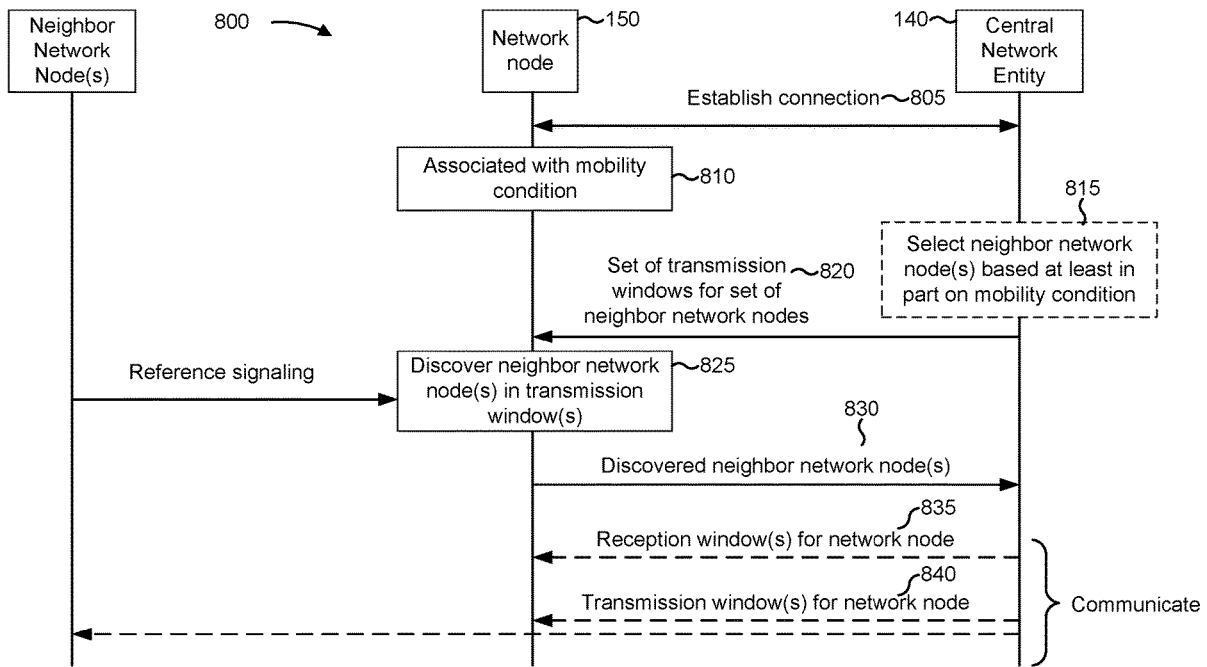 Neighbor
Network
Node(s)
800
Network
node
150
140
Central
Network
Entity
Establish connection 805
Associated with mobility
condition
810
815
Select neighbor network
node(s) based at least in
part on mobility condition
Set of transmission
windows for set of
neighbor network nodes
820
Reference signaling
Discover neighbor network
node(s) in transmission
window(s)
825
830
Discovered neighbor network node(s)
835
Reception window(s) for network node
840
Transmission window(s) for network node
Communicate